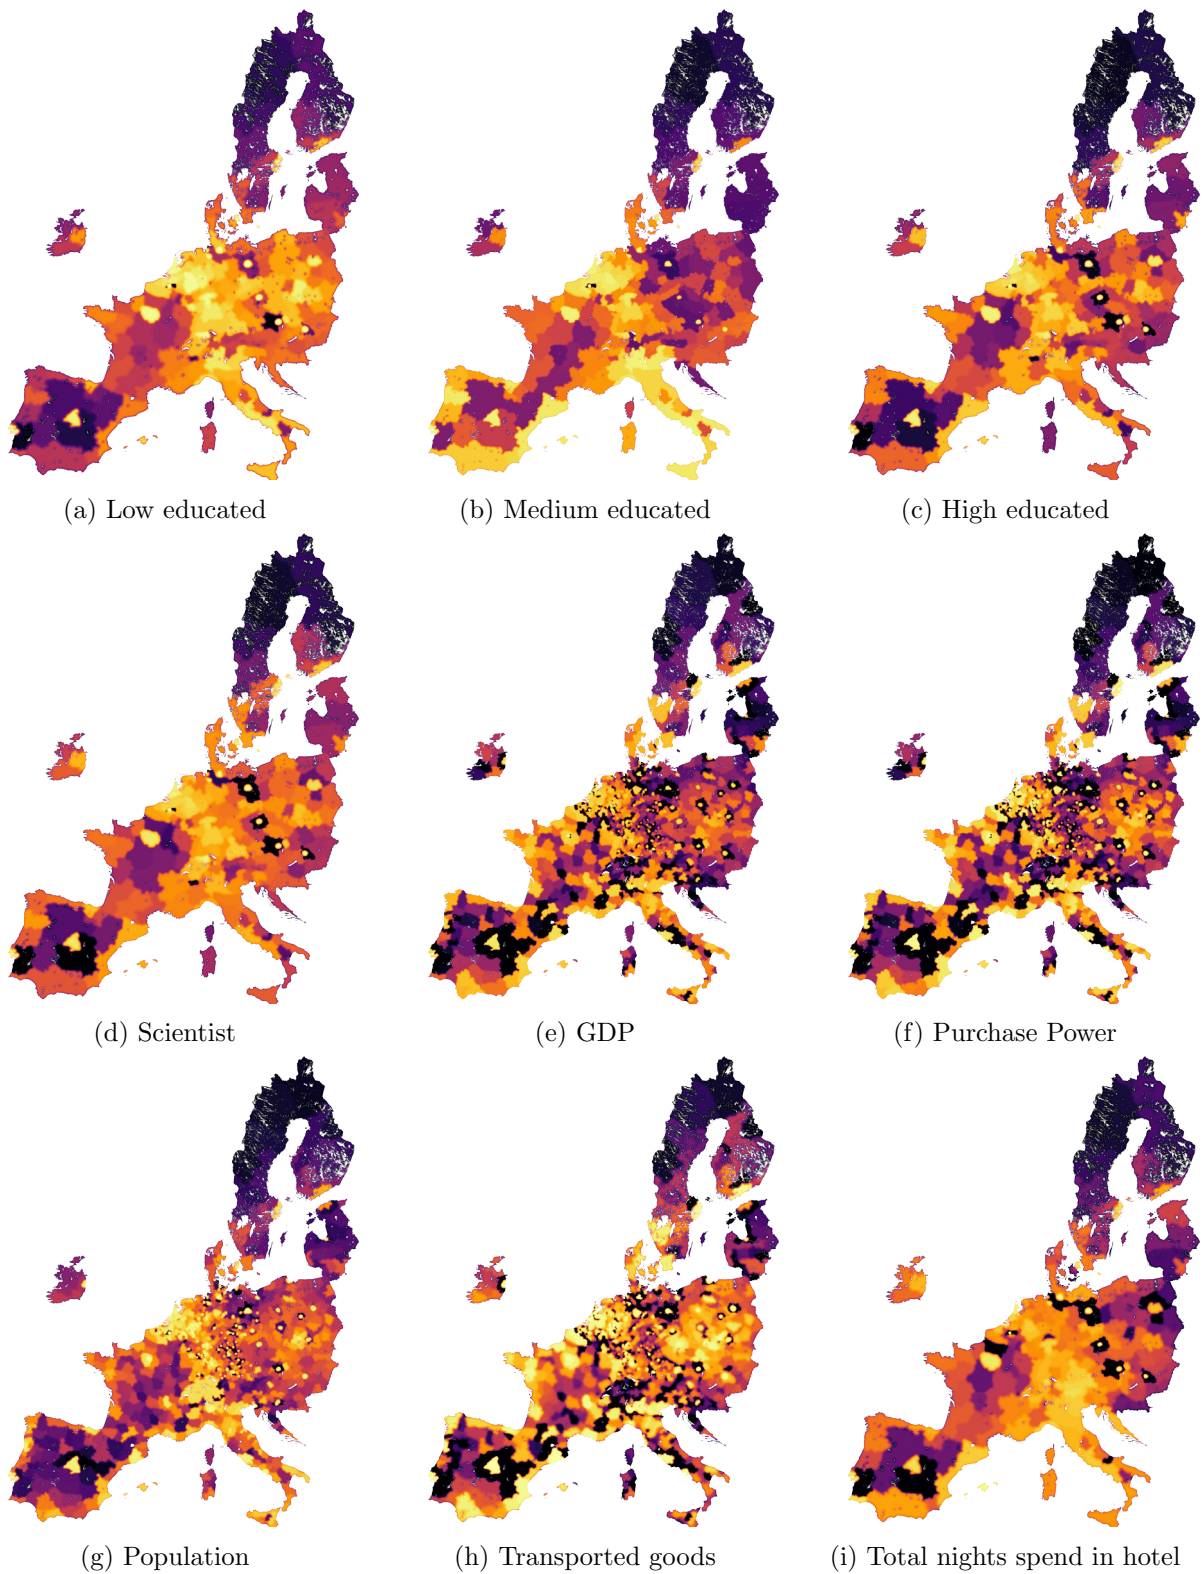 (a) Low educated
(b) Medium educated
(c) High educated
(d) Scientist
(e) GDP
(f) Purchase Power
(g) Population
(h) Transported goods
(i) Total nights spend in hotel